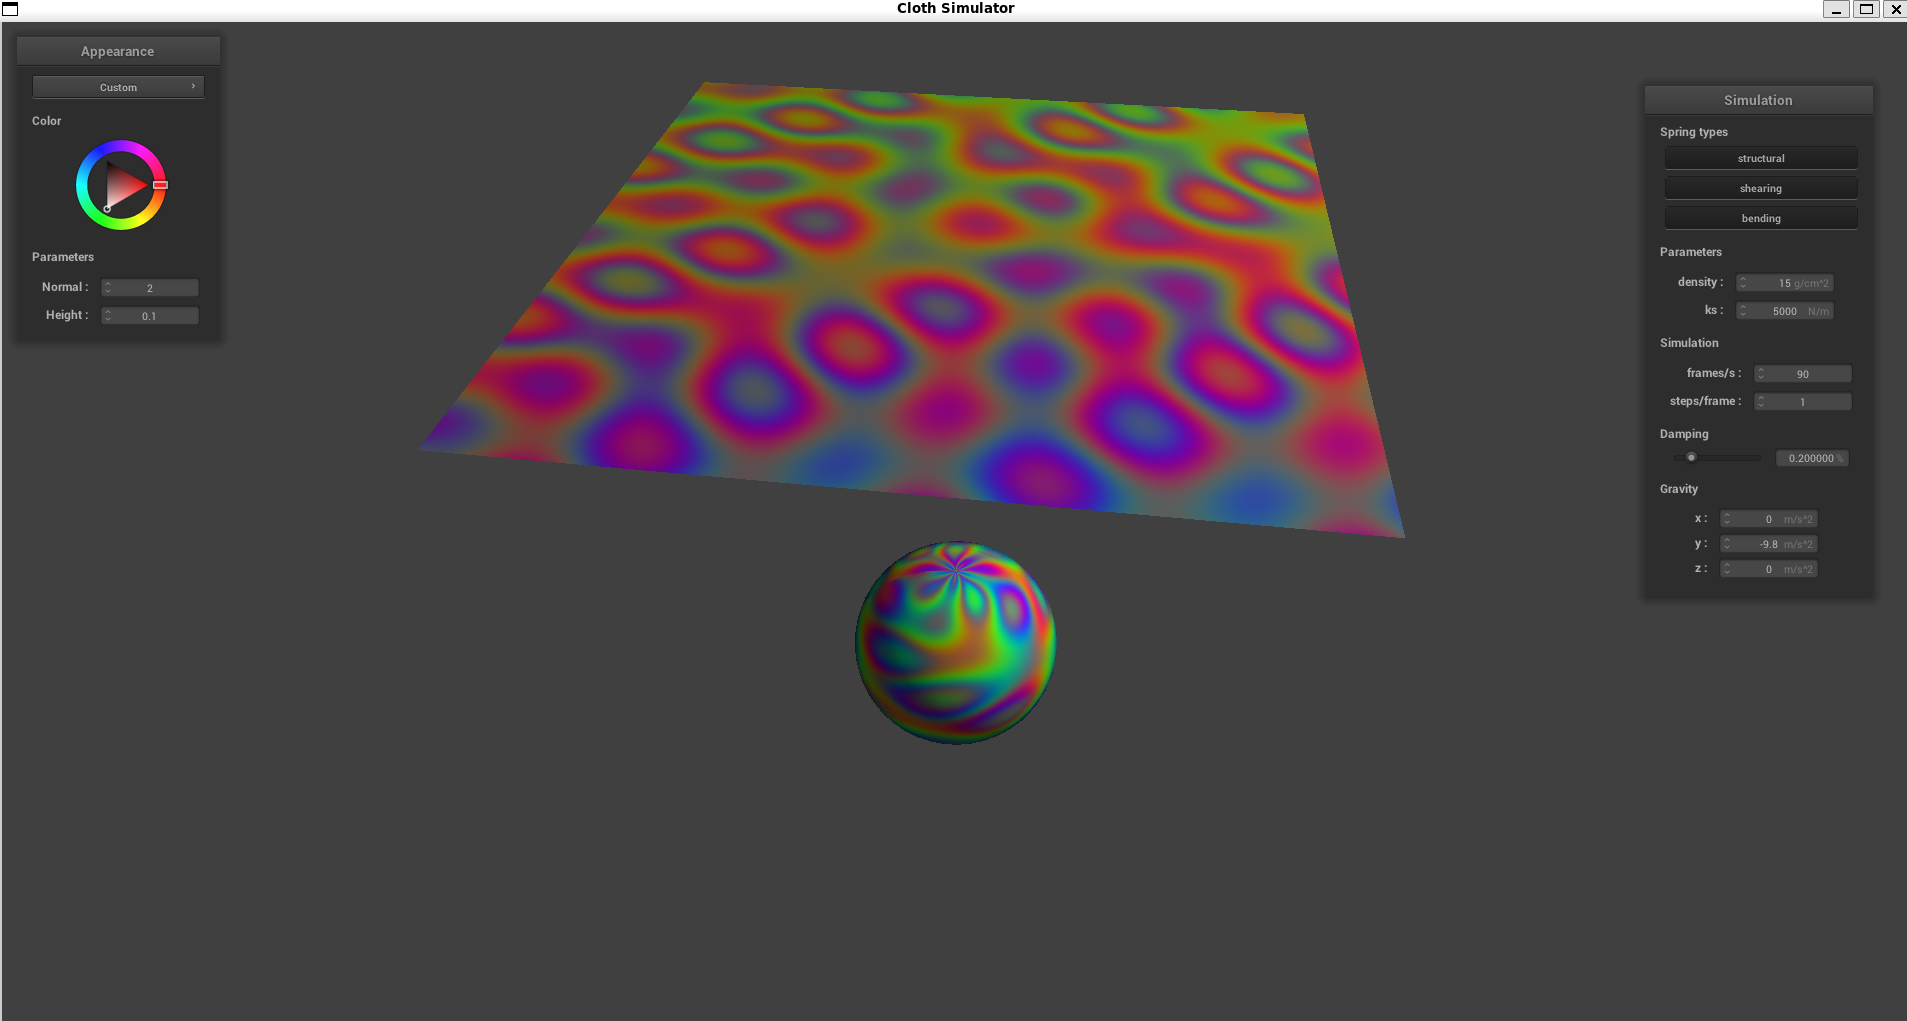 Cloth Simulator
Appearance
Custom
Color
Parameters
Normal : 2
Height : 0.1
Simulation
Spring types
structural
shearing
bending
Parameters
density : 15 g/cm^2
ks : 5000 N/m
Simulation
frames/s : 90
steps/frame : 1
Damping
0.200000 %
Gravity
x : 0 m/s^2
y : -9.8 m/s^2
z : 0 m/s^2